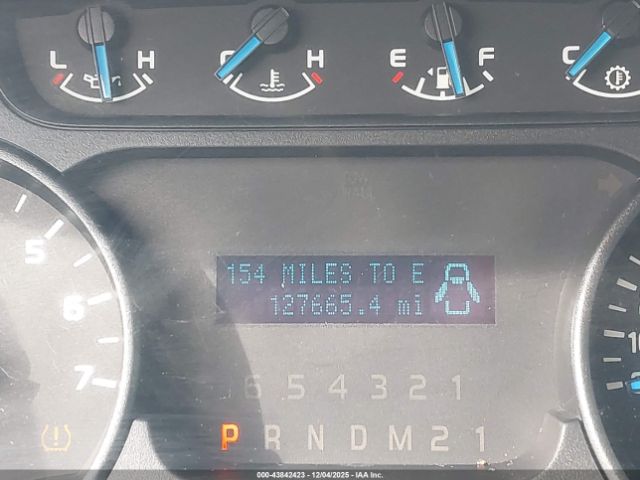 L H C H E F C
5
6
7
154 MILES TO E
127665.4 mi
6 5 4 3 2 1
P R N D M 2 1
10
000-43842423 - 12/04/2025 - IAA Inc.